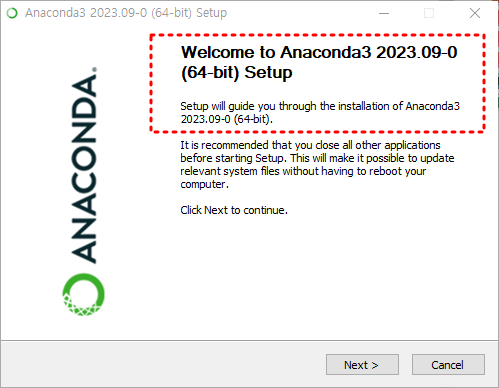 Anaconda3 2023.09-0 (64-bit) Setup
ANACONDA.
Welcome to Anaconda3 2023.09-0
(64-bit) Setup
Setup will guide you through the installation of Anaconda3
2023.09-0 (64-bit).
It is recommended that you close all other applications
before starting Setup. This will make it possible to update
relevant system files without having to reboot your
computer.
Click Next to continue.
Next >
Cancel